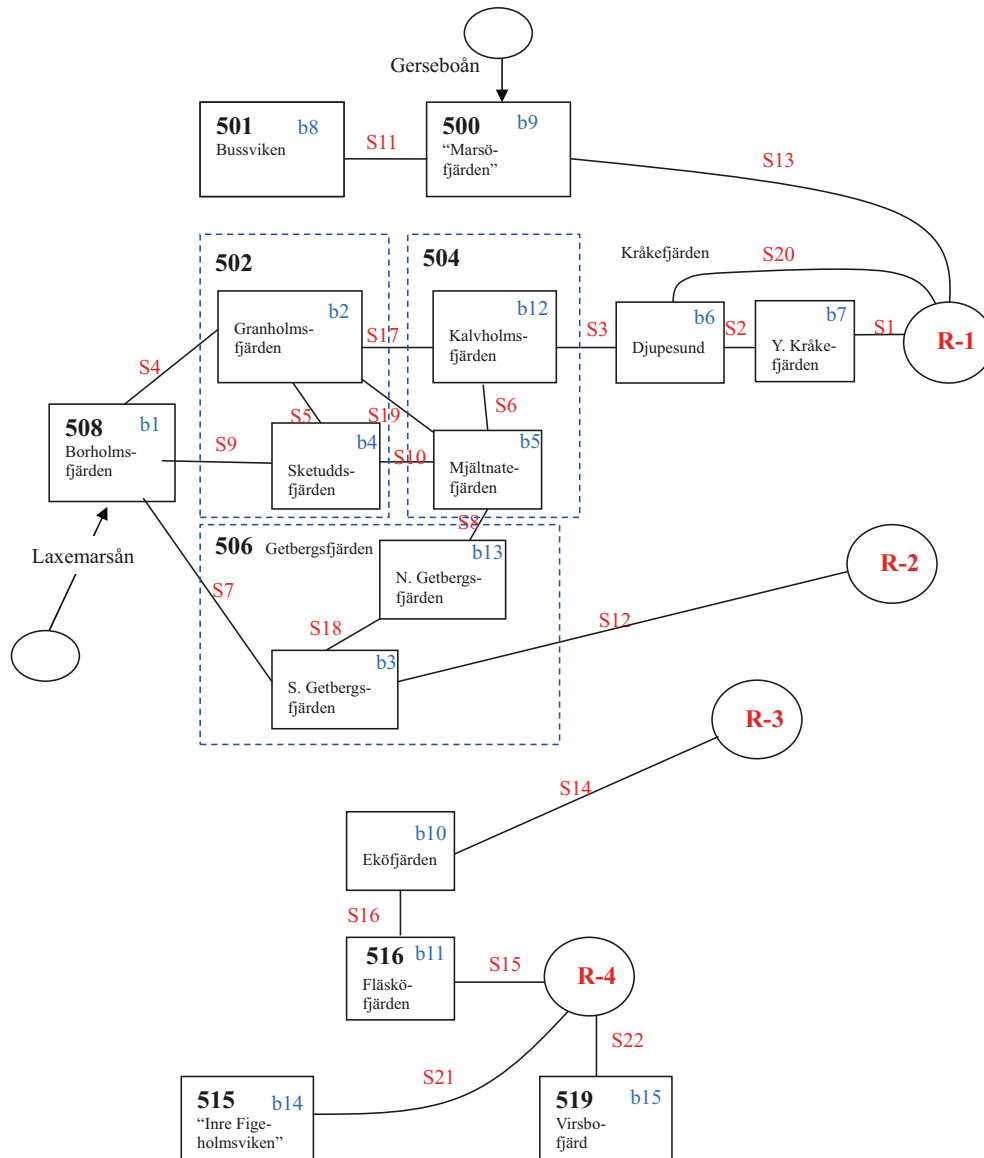 Gerseboån
501 b8
Bussviken
S11
500 b9
“Marsö-
fjärden”
S13
502
504
Kråkefjärden
S20
b2
Granholms-
fjärden
S17
b12
Kalvholms-
fjärden
S3
b6
Djupesund
S2
b7
Y. Kråke-
fjärden
S1
R-1
S4
S5
S19
S6
508 b1
Borholms-
fjärden
S9
b4
Sketudds-
fjärden
S10
b5
Mjältnate-
fjärden
S8
Laxemarsån
S7
506 Getbergsfjärden
b13
N. Getbergs-
fjärden
R-2
S18
S12
b3
S. Getbergs-
fjärden
R-3
S14
b10
Eköfjärden
S16
516 b11
Fläskö-
fjärden
S15
R-4
S22
S21
515 b14
“Inre Fige-
holmsviken”
519 b15
Virsbo-
fjärd